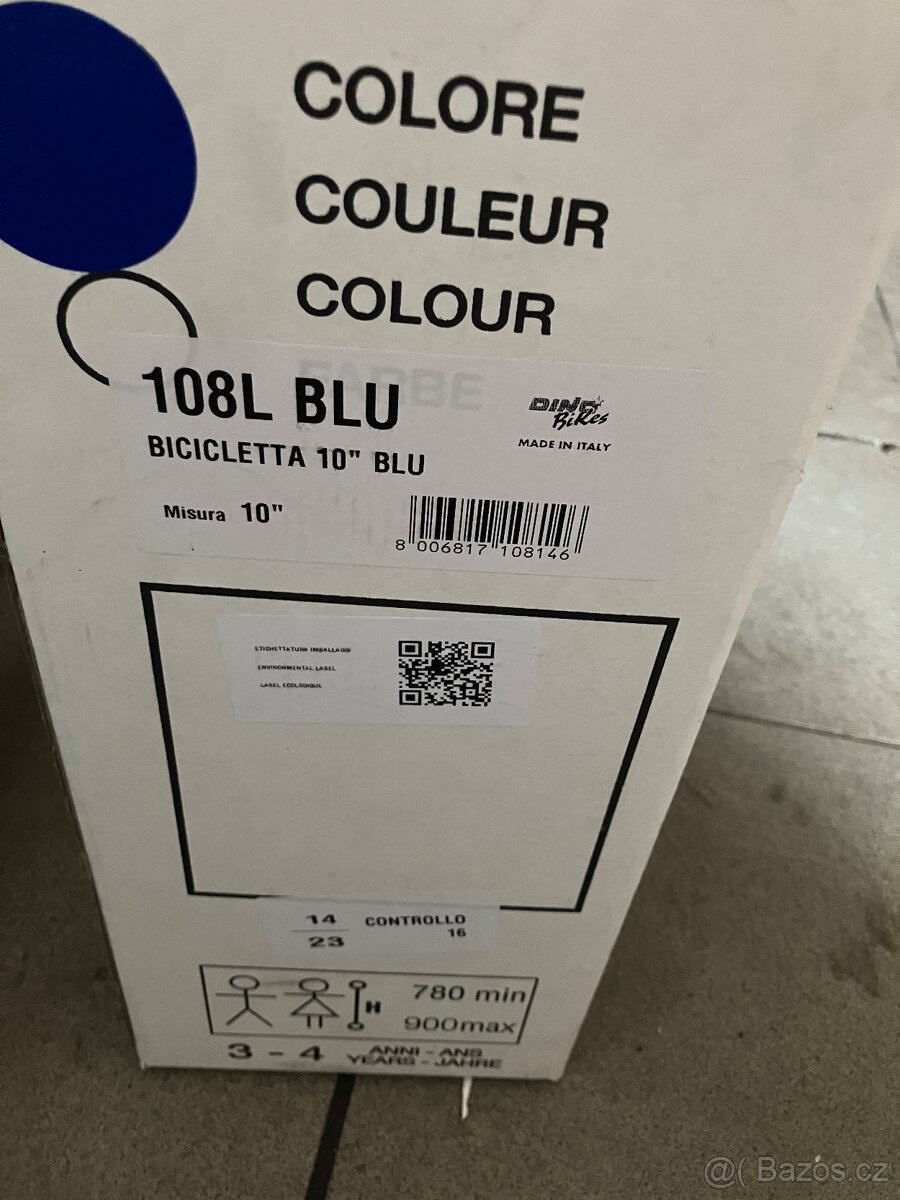 COLORE
COULEUR
COLOUR
FARBE
108L BLU
BICICLETTA 10" BLU
DINO Bikes
MADE IN ITALY
Misura 10"
8 006817 108146
ETICHETTATURA IMBALLAGGI
ENVIRONMENTAL LABEL
LABEL ECOLOGIQUE
14
23
CONTROLLO
16
H
780 min
900max
3 - 4
ANNI - ANS
YEARS - JAHRE
@( Bazós.cz